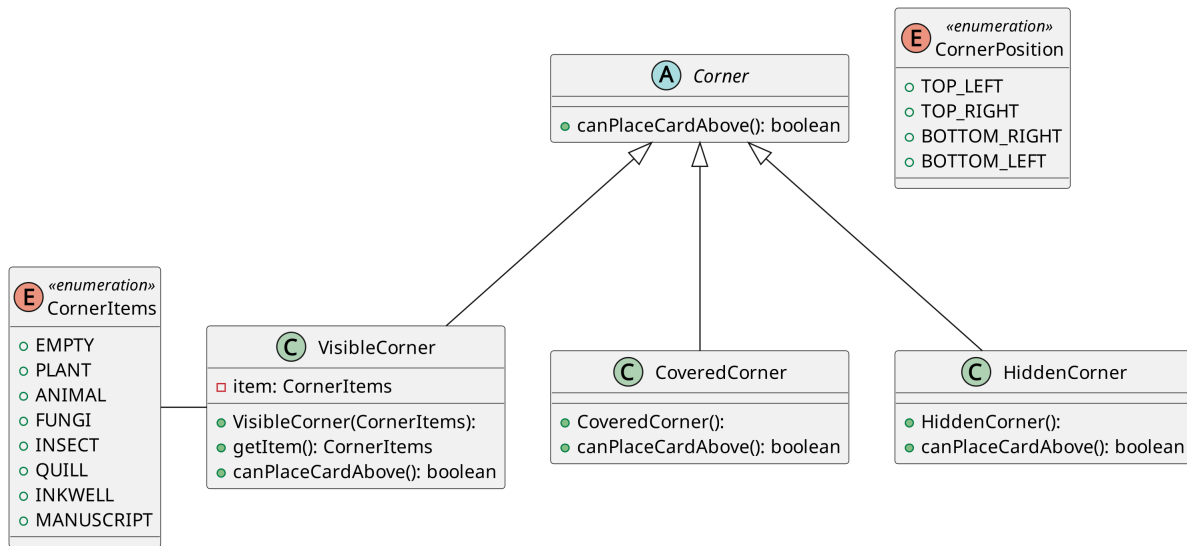 A Corner
+ canPlaceCardAbove(): boolean
E «enumeration»
CornerPosition
TOP_LEFT
TOP_RIGHT
BOTTOM_RIGHT
BOTTOM_LEFT
E «enumeration»
CornerItems
EMPTY
PLANT
ANIMAL
FUNGI
INSECT
QUILL
INKWELL
MANUSCRIPT
C VisibleCorner
item: CornerItems
VisibleCorner(CornerItems):
getItem(): CornerItems
canPlaceCardAbove(): boolean
C CoveredCorner
CoveredCorner():
canPlaceCardAbove(): boolean
C HiddenCorner
HiddenCorner():
canPlaceCardAbove(): boolean